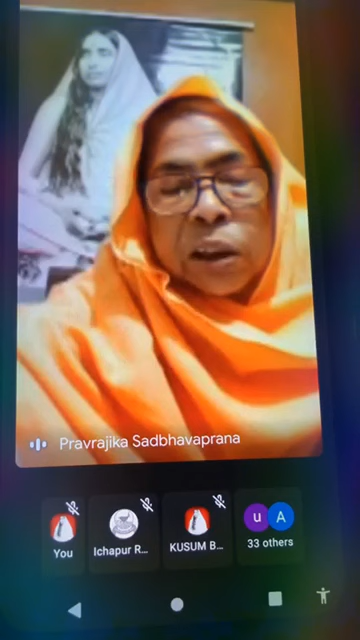 Pravrajika Sadbhavaprana
You
Ichapur R...
KUSUM B...
u
A
33 others